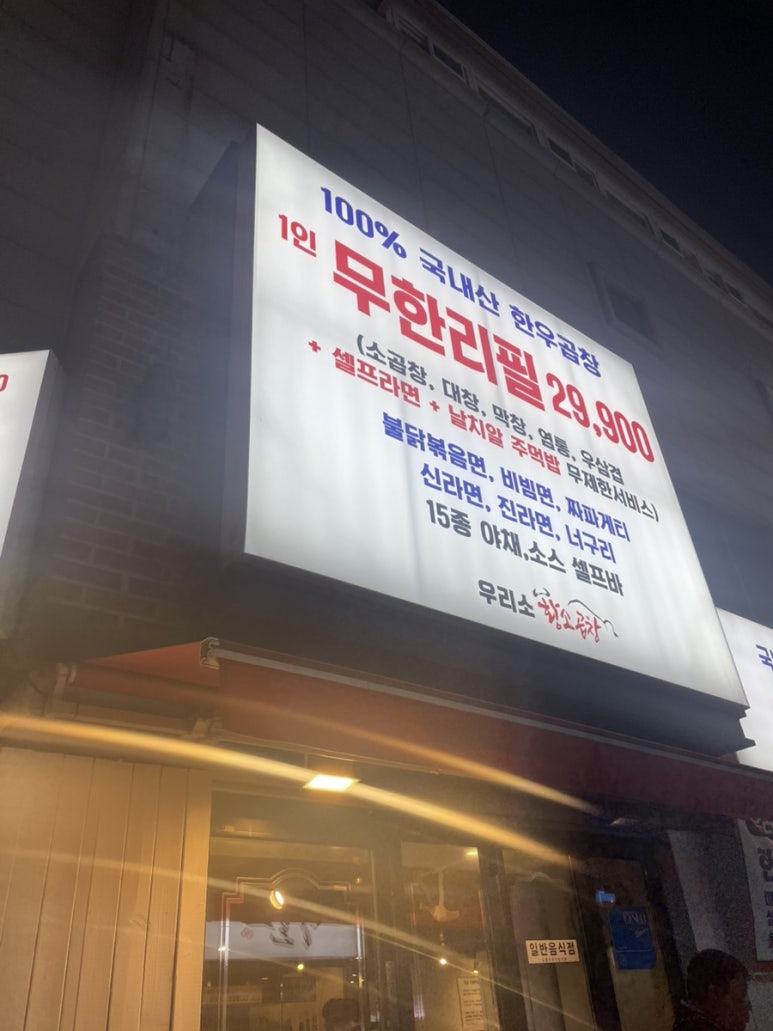 100% 국내산 한우곱창
1인 무한리필 29,900
(소곱창, 대창, 막창, 염통, 우삼겹
+ 셀프라면 + 날치알 주먹밥 무제한서비스)
불닭볶음면, 비빔면, 짜파게티
신라면, 진라면, 너구리
15종 야채,소스 셀프바
우리소 황소곱창
일반음식점